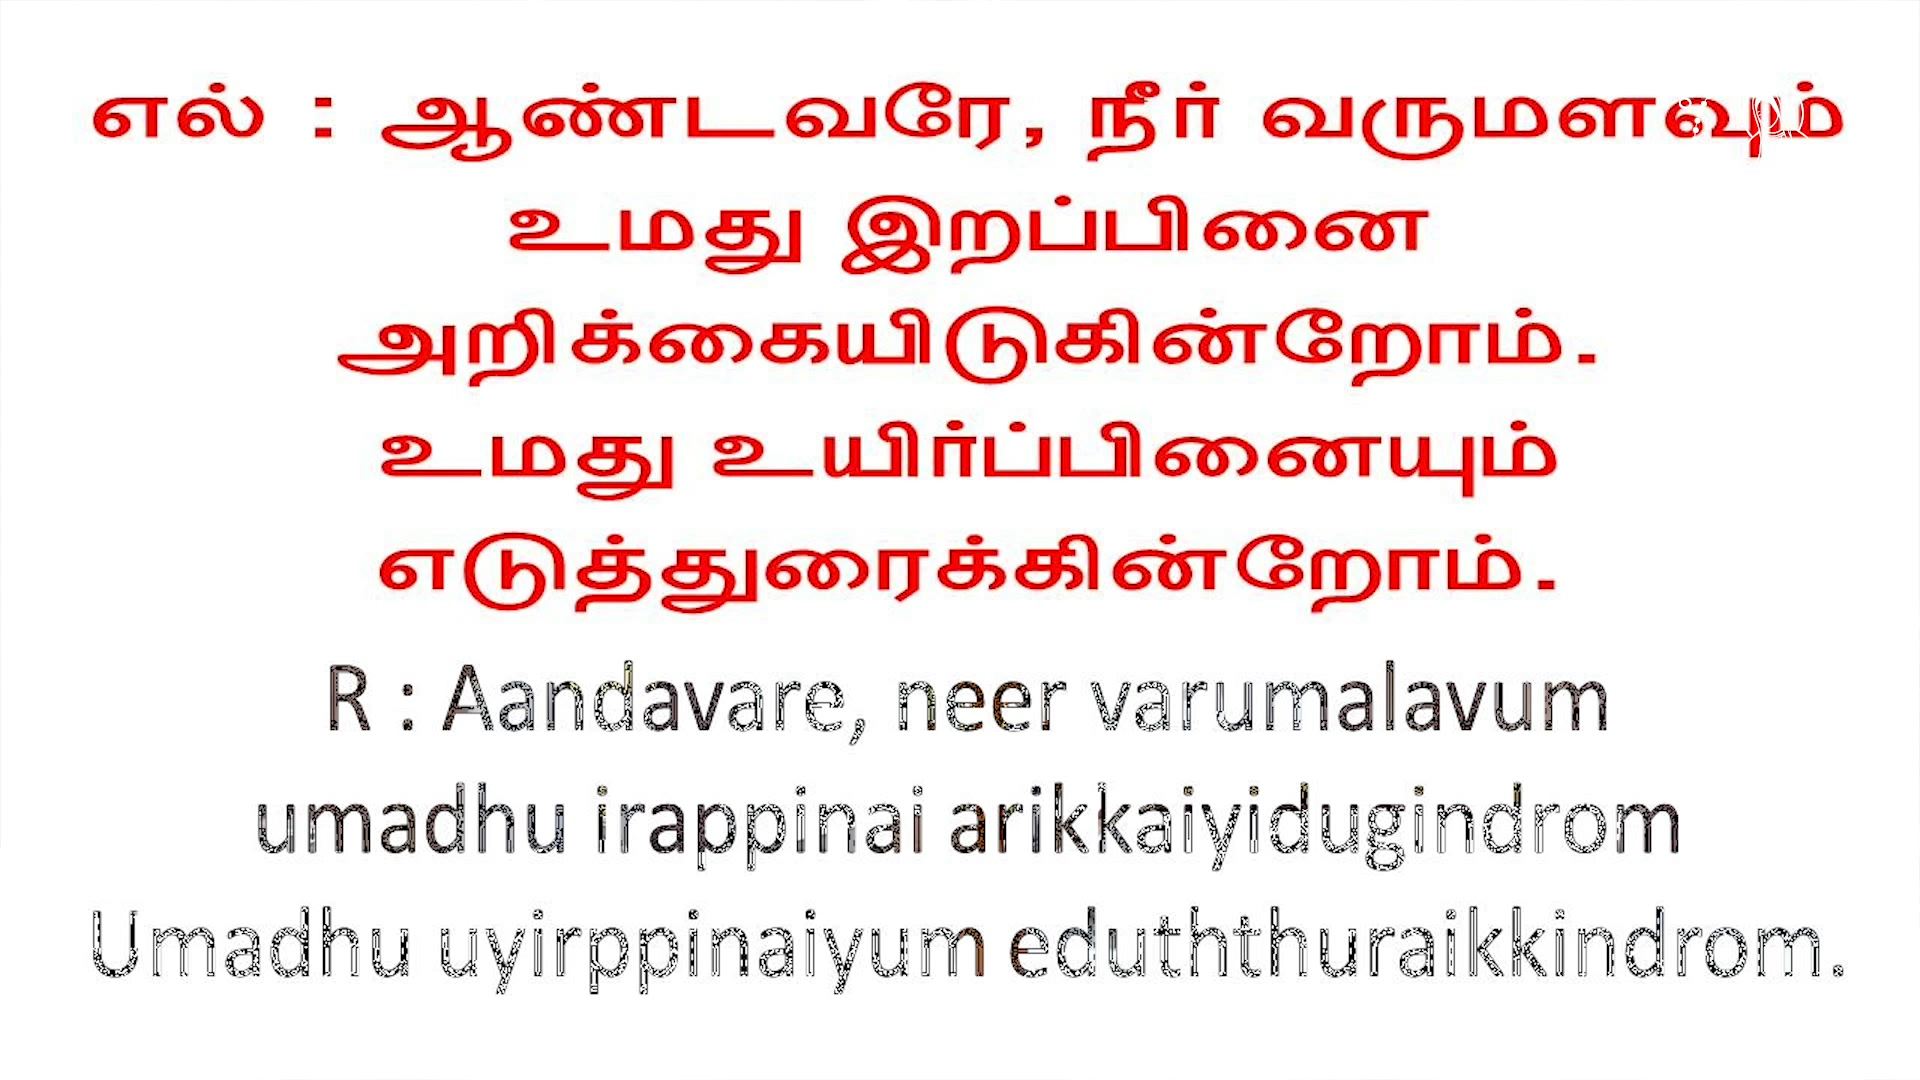 எல் : ஆண்டவரே, நீர் வருமளவும்
உமது இறப்பினை
அறிக்கையிடுகின்றோம்.
உமது உயிர்ப்பினையும்
எடுத்துரைக்கின்றோம்.
R : Aandavare, neer varumalavum
umadhu irappinai arikkaiyidugindrom
Umadhu uyirppinaiyum eduththuraikkindrom.